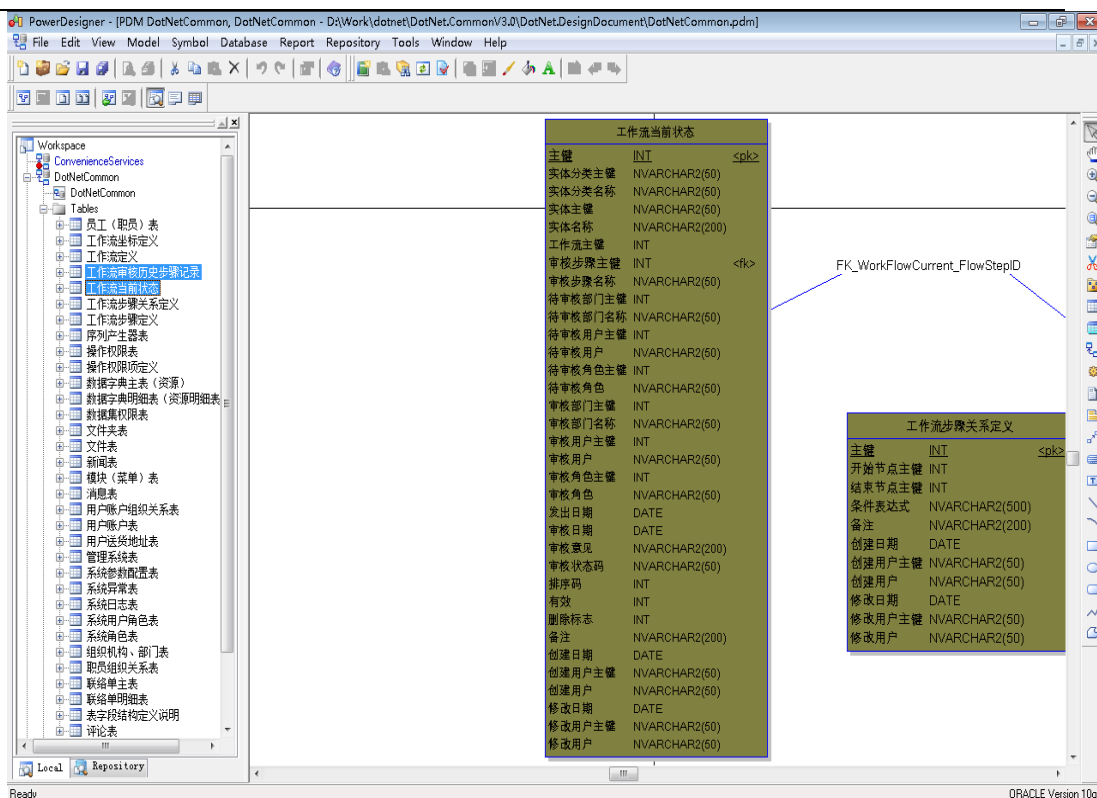 PowerDesigner - [PDM DotNetCommon, DotNetCommon - D:\Work\dotnet\DotNet.CommonV3.0\DotNet.DesignDocument\DotNetCommon.pdm]
File Edit View Model Symbol Database Report Repository Tools Window Help
Workspace
ConvenienceServices
DotNetCommon
DotNetCommon
Tables
员工（职员）表
工作流坐标定义
工作流定义
工作流审核历史步骤记录
工作流当前状态
工作流步骤关系定义
工作流步骤定义
序列产生器表
操作权限表
操作权限项定义
数据字典主表（资源）
数据字典明细表（资源明细表
数据集权限表
文件夹表
文件表
新闻表
模块（菜单）表
消息表
用户账户组织关系表
用户账户表
用户送货地址表
管理系统表
系统参数配置表
系统异常表
系统日志表
系统用户角色表
系统角色表
组织机构、部门表
职员组织关系表
联络单主表
联络单明细表
表字段结构定义说明
评论表
Local Repository
工作流当前状态
主键 INT <pk>
实体分类主键 NVARCHAR2(50)
实体分类名称 NVARCHAR2(50)
实体主键 NVARCHAR2(50)
实体名称 NVARCHAR2(200)
工作流主键 INT
审核步骤主键 INT <fk>
审核步骤名称 NVARCHAR2(50)
待审核部门主键 INT
待审核部门名称 NVARCHAR2(50)
待审核用户主键 INT
待审核用户 NVARCHAR2(50)
待审核角色主键 INT
待审核角色 NVARCHAR2(50)
审核部门主键 INT
审核部门名称 NVARCHAR2(50)
审核用户主键 INT
审核用户 NVARCHAR2(50)
审核角色主键 INT
审核角色 NVARCHAR2(50)
发出日期 DATE
审核日期 DATE
审核意见 NVARCHAR2(200)
审核状态码 NVARCHAR2(50)
排序码 INT
有效 INT
删除标志 INT
备注 NVARCHAR2(200)
创建日期 DATE
创建用户主键 NVARCHAR2(50)
创建用户 NVARCHAR2(50)
修改日期 DATE
修改用户主键 NVARCHAR2(50)
修改用户 NVARCHAR2(50)
FK_WorkFlowCurrent_FlowStepID
工作流步骤关系定义
主键 INT <pk>
开始节点主键 INT
结束节点主键 INT
条件表达式 NVARCHAR2(500)
备注 NVARCHAR2(200)
创建日期 DATE
创建用户主键 NVARCHAR2(50)
创建用户 NVARCHAR2(50)
修改日期 DATE
修改用户主键 NVARCHAR2(50)
修改用户 NVARCHAR2(50)
Ready
ORACLE Version 10g